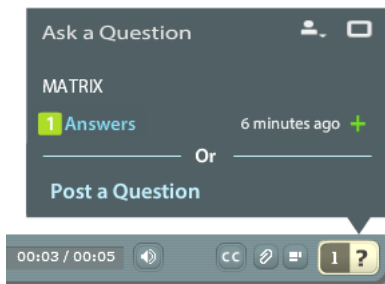 Ask a Question
MATRIX
1 Answers 6 minutes ago +
Or
Post a Question
00:03 / 00:05 CC 1 ?